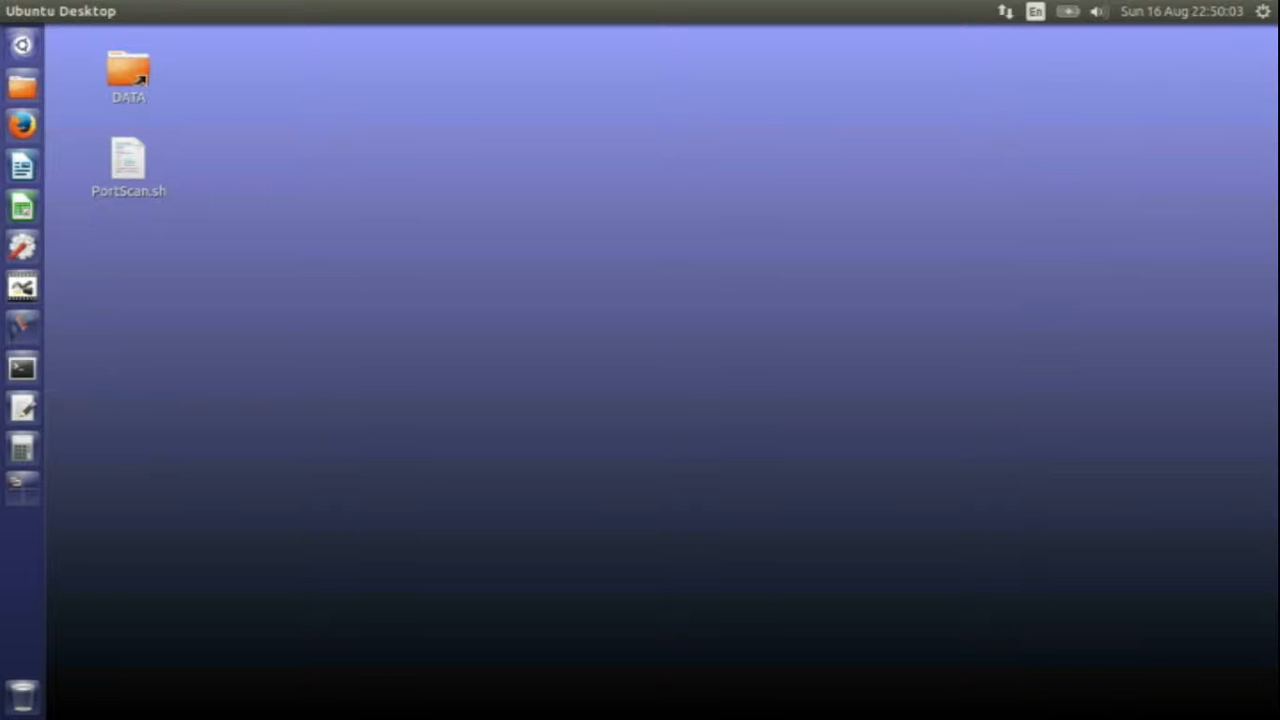 Ubuntu Desktop
En
Sun 16 Aug 22:50:03
DATA
PortScan.sh